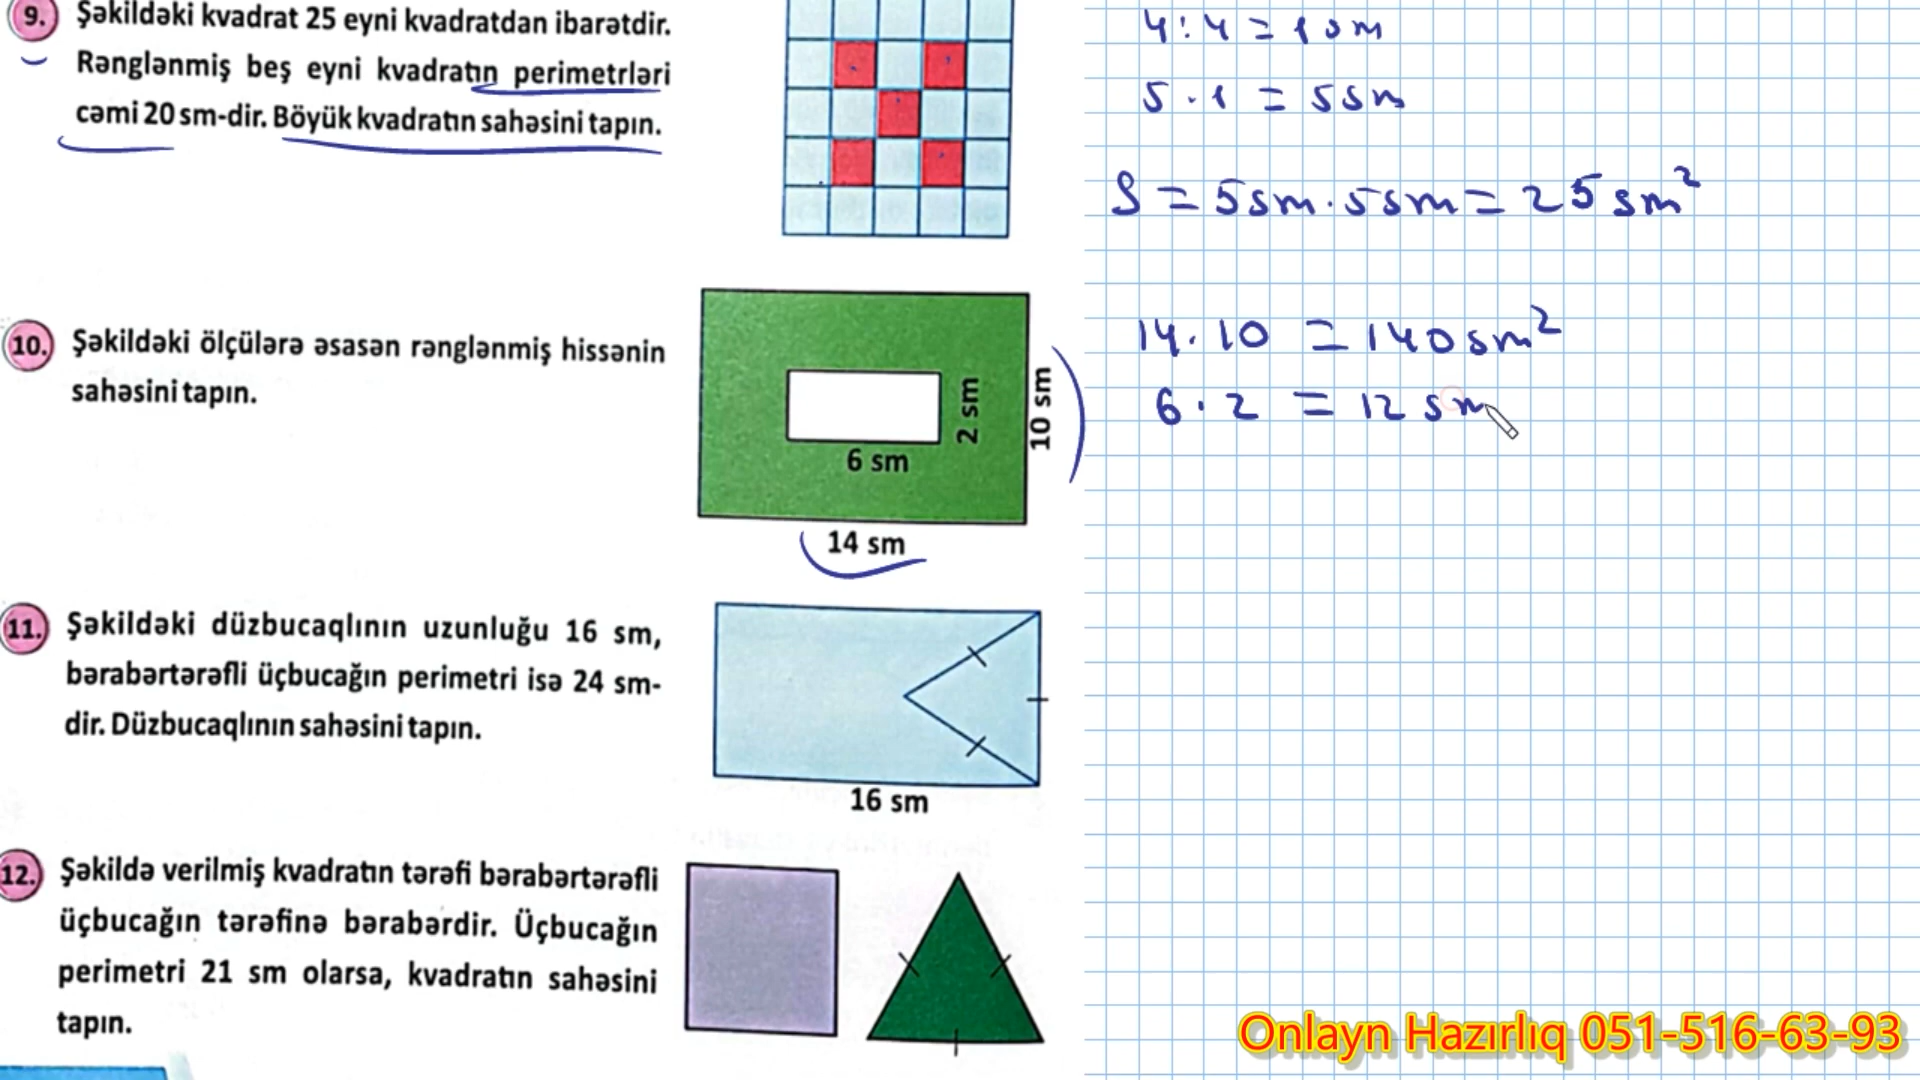 9. Şəkildəki kvadrat 25 eyni kvadratdan ibarətdir.
Rənglənmiş beş eyni kvadratın perimetrləri
cəmi 20 sm-dir. Böyük kvadratın sahəsini tapın.
4 : 4 = 1 sm
5 · 1 = 5 sm
S = 5 sm · 5 sm = 25 sm²
10. Şəkildəki ölçülərə əsasən rənglənmiş hissənin
sahəsini tapın.
2 sm
10 sm
6 sm
14 sm
14 · 10 = 140 sm²
6 · 2 = 12 sm
11. Şəkildəki düzbucaqlının uzunluğu 16 sm,
bərabərtərəfli üçbucağın perimetri isə 24 sm-
dir. Düzbucaqlının sahəsini tapın.
16 sm
12. Şəkildə verilmiş kvadratın tərəfi bərabərtərəfli
üçbucağın tərəfinə bərabərdir. Üçbucağın
perimetri 21 sm olarsa, kvadratın sahəsini
tapın.
Onlayn Hazırlıq 051-516-63-93